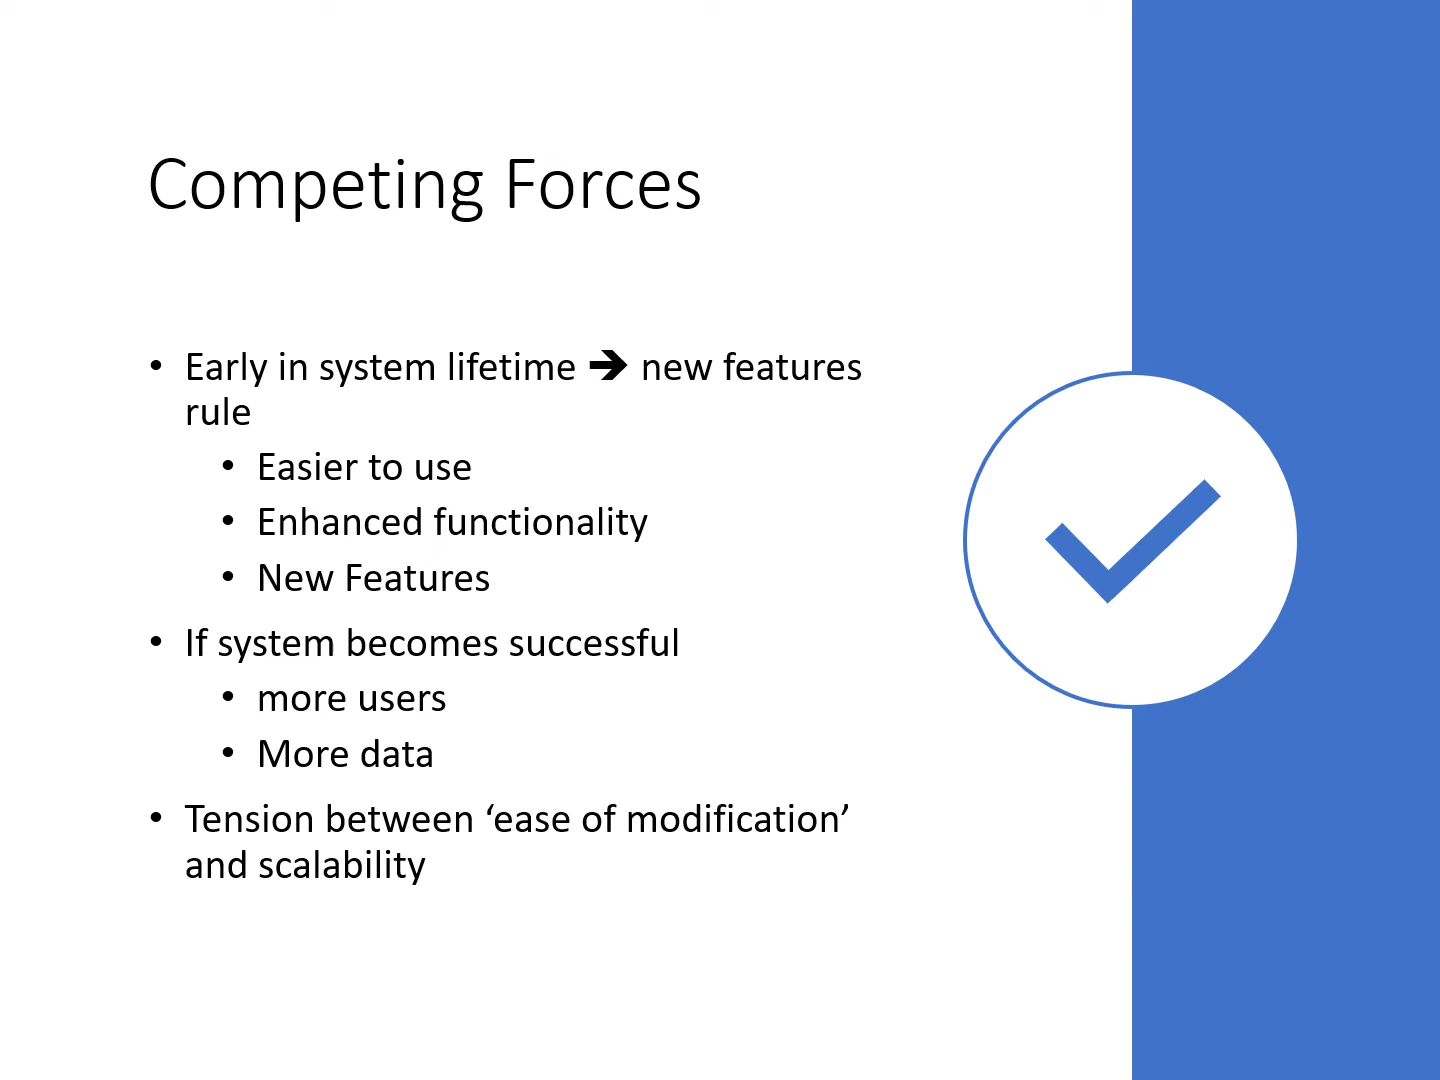 Competing Forces
• Early in system lifetime 🡺 new features
rule
• Easier to use
• Enhanced functionality
• New Features
• If system becomes successful
• more users
• More data
• Tension between ‘ease of modification’
and scalability